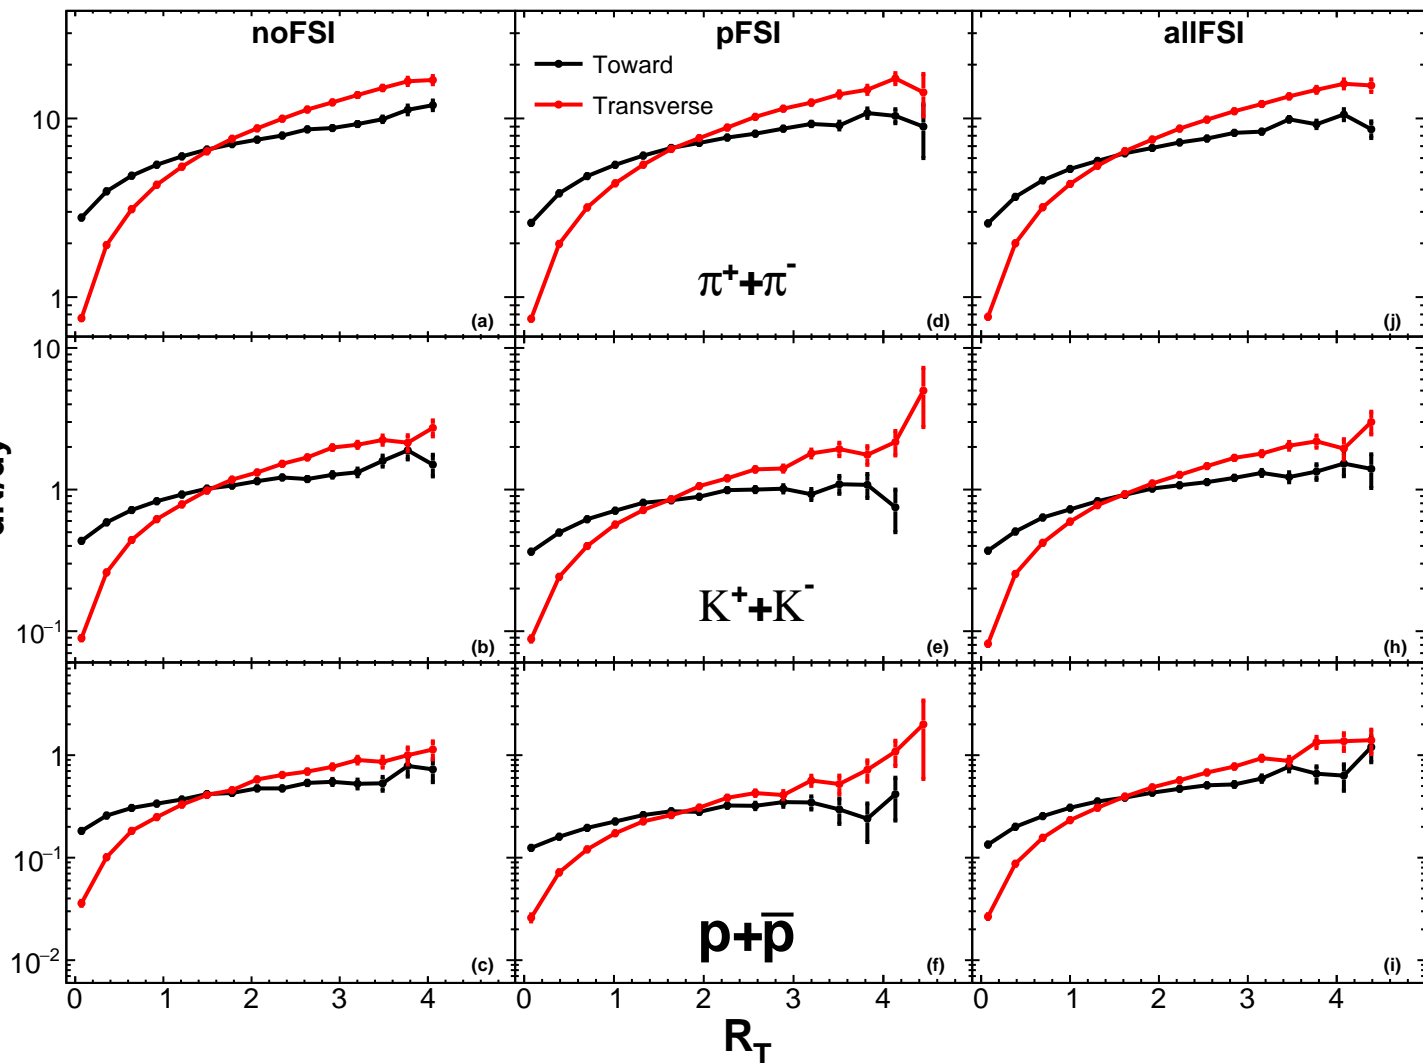 noFSI
pFSI
allFSI
Toward
Transverse
10
1
π⁺+π⁻
(a)
(d)
(j)
10
1
10⁻¹
K⁺+K⁻
(b)
(e)
(h)
1
10⁻¹
10⁻²
p+p̅
(c)
(f)
(i)
0 1 2 3 4 0 1 2 3 4 0 1 2 3 4
R_T